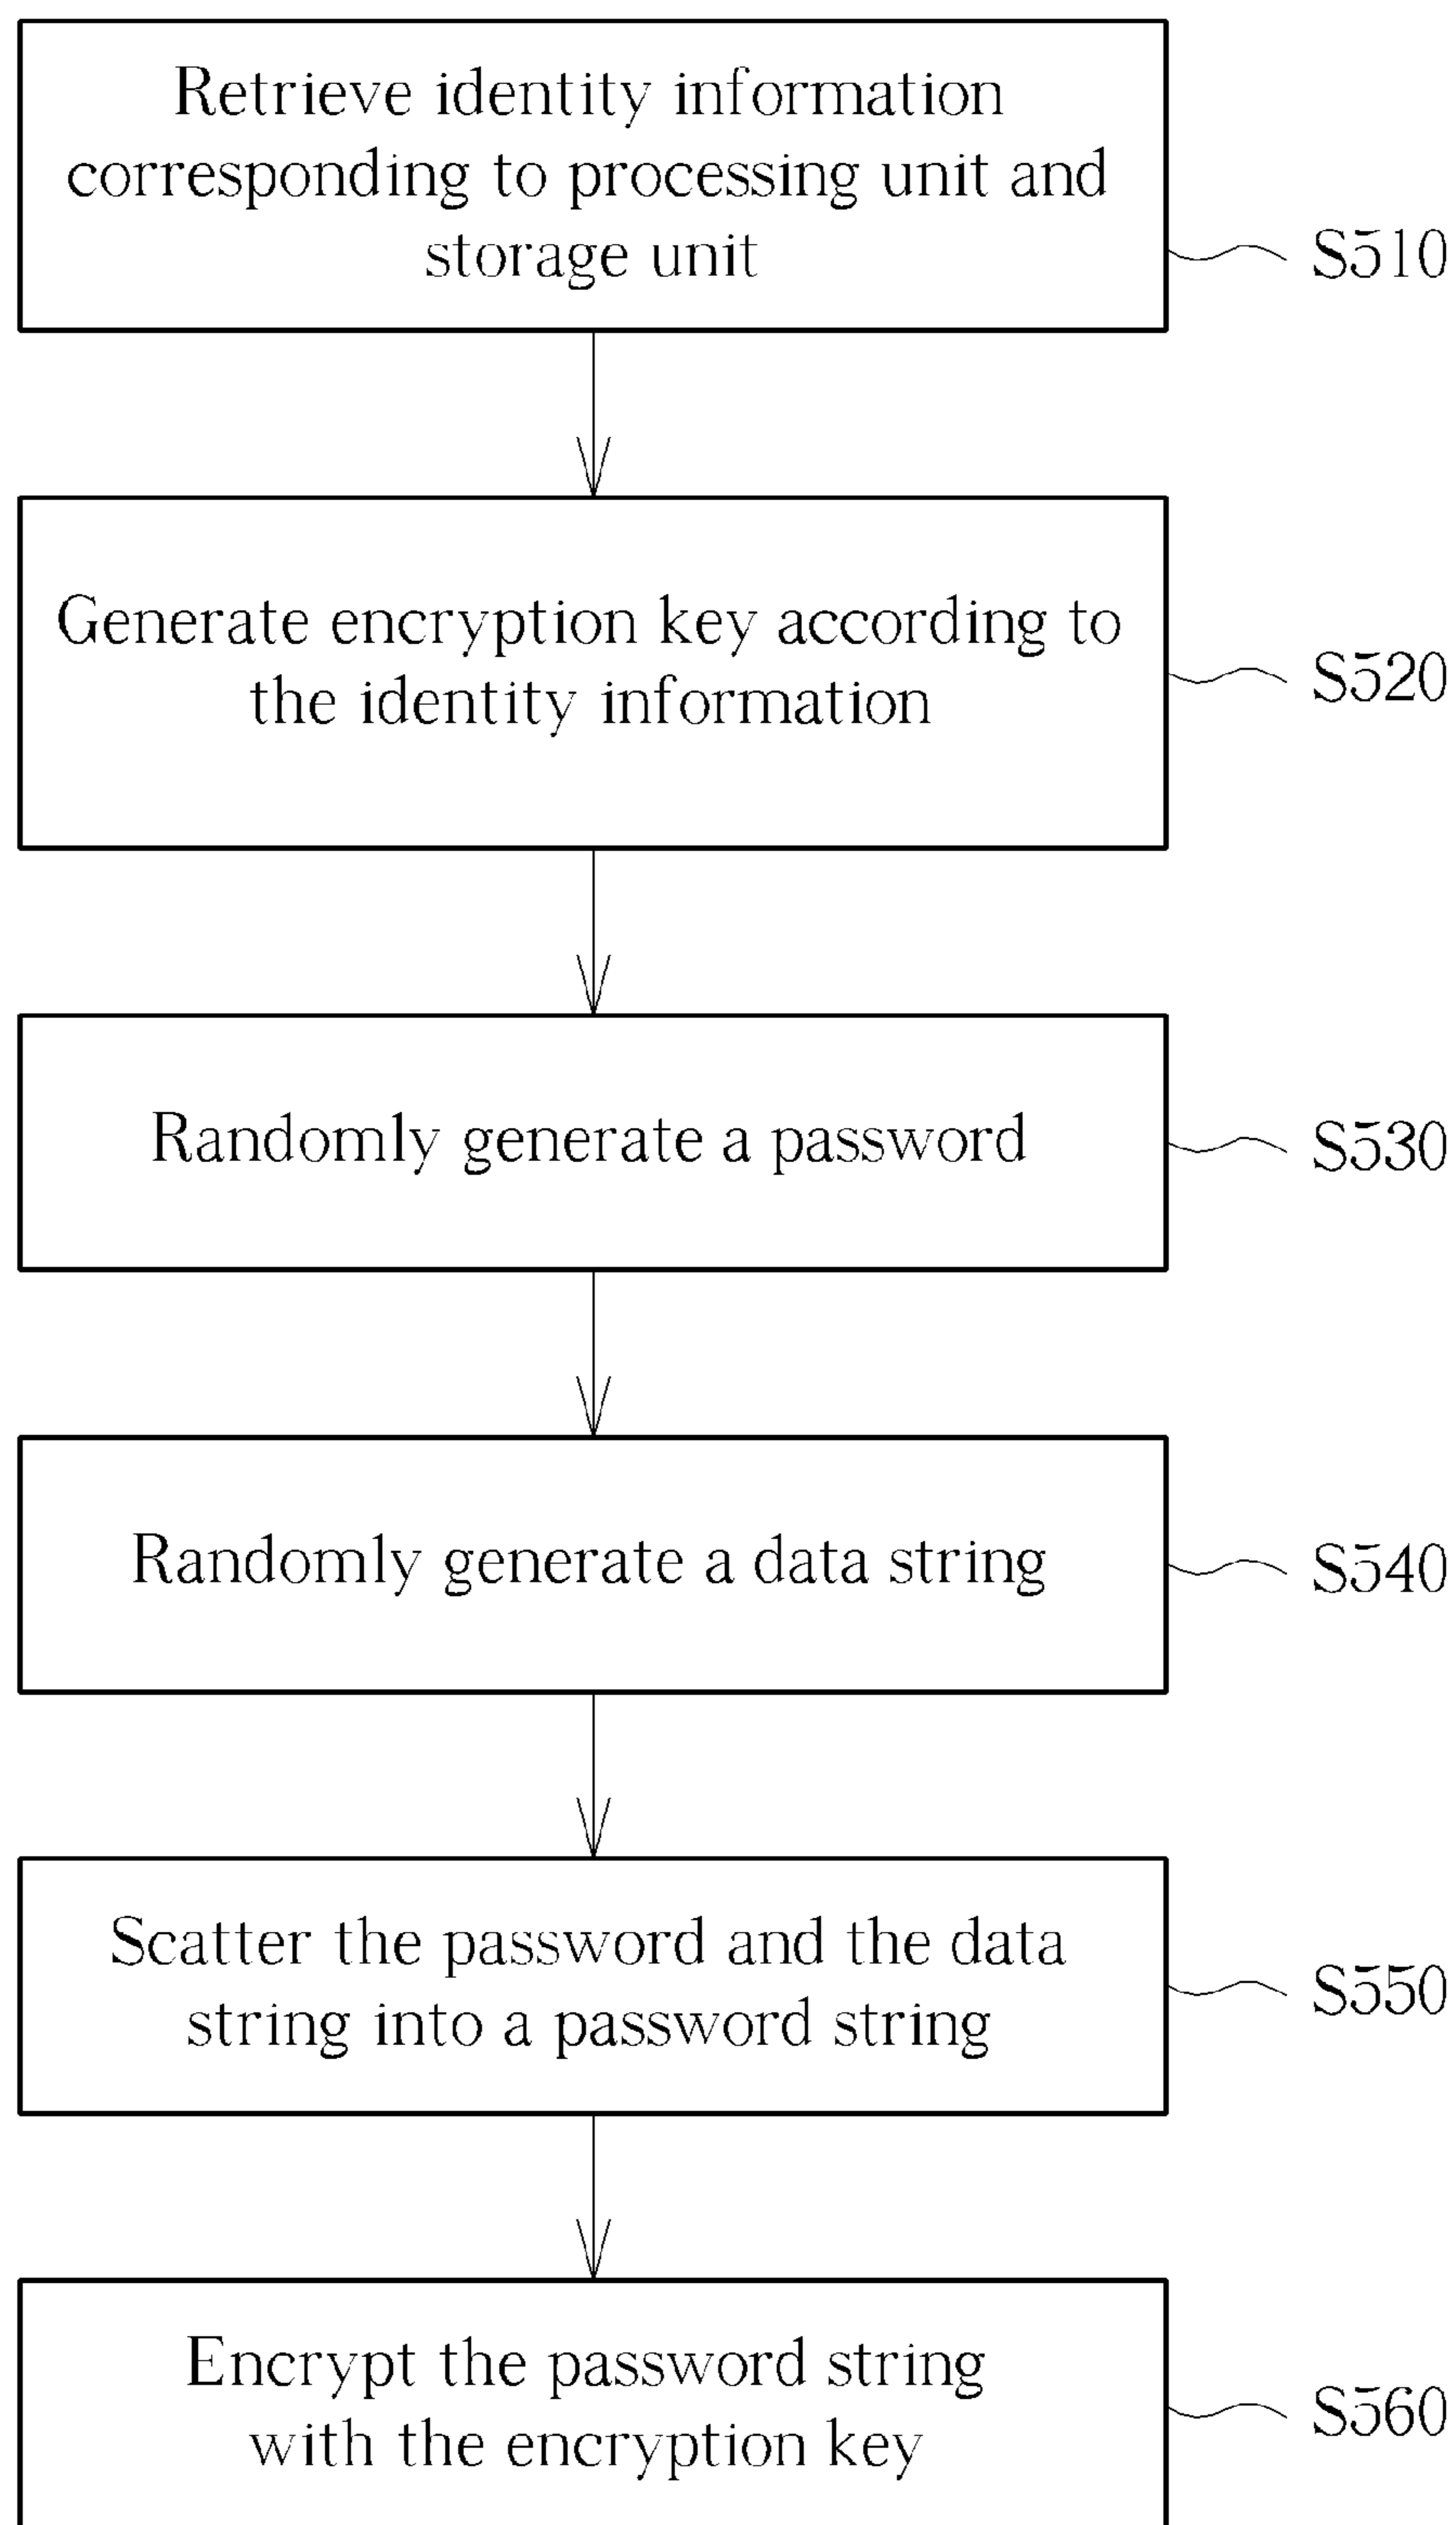 Retrieve identity information
corresponding to processing unit and
storage unit
S510
Generate encryption key according to
the identity information
S520
Randomly generate a password
S530
Randomly generate a data string
S540
Scatter the password and the data
string into a password string
S550
Encrypt the password string
with the encryption key
S560